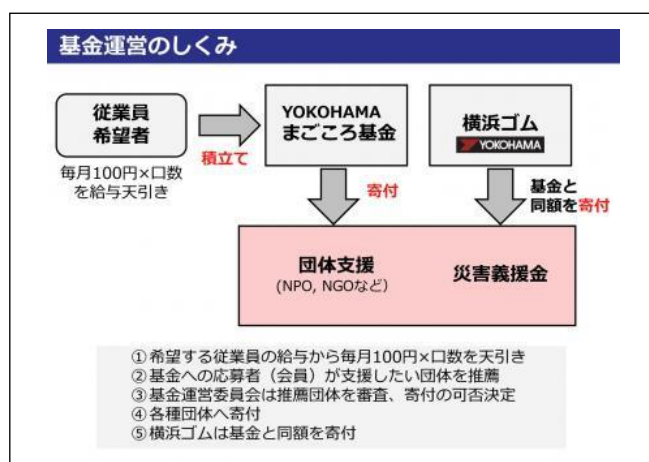 基金運営のしくみ
従業員
希望者
毎月100円×口数
を給与天引き
積立て
YOKOHAMA
まごころ基金
横浜ゴム
YOKOHAMA
寄付
基金と
同額を寄付
団体支援
(NPO, NGOなど)
災害義援金
①希望する従業員の給与から毎月100円×口数を天引き
②基金への応募者（会員）が支援したい団体を推薦
③基金運営委員会は推薦団体を審査、寄付の可否決定
④各種団体へ寄付
⑤横浜ゴムは基金と同額を寄付